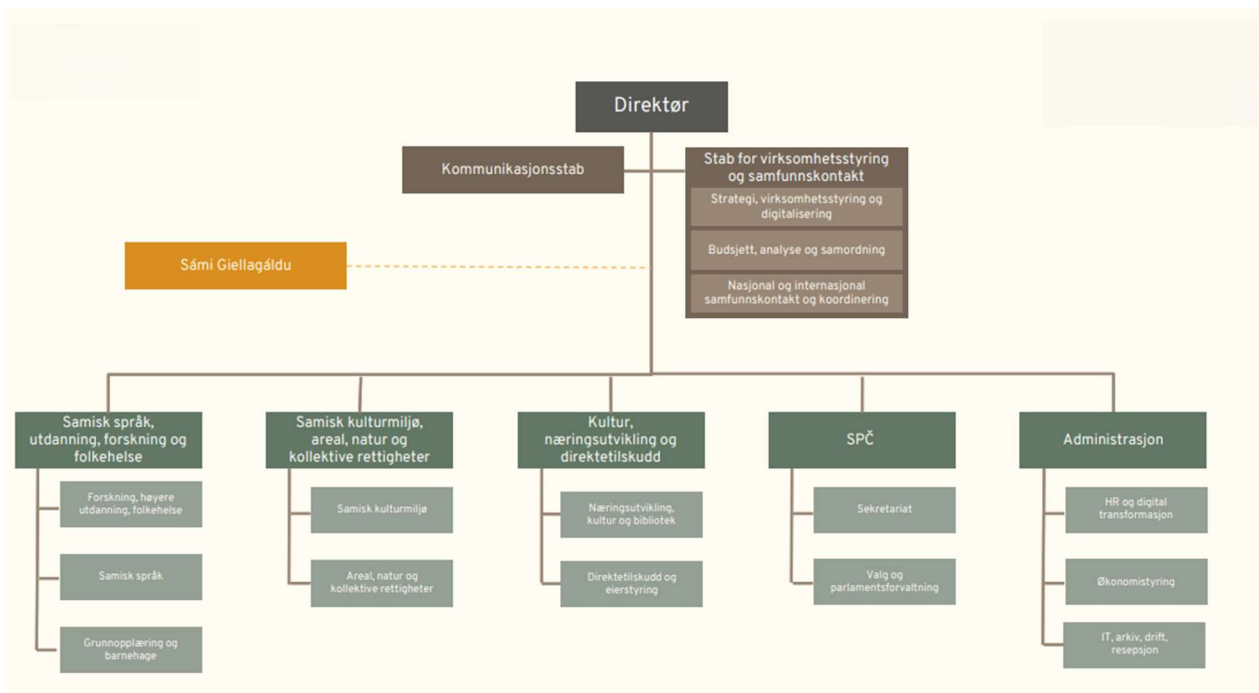 Direktør
Kommunikasjonsstab
Stab for virksomhetsstyring
og samfunnskontakt
Strategi, virksomhetsstyring og
digitalisering
Budsjett, analyse og samordning
Nasjonal og internasjonal
samfunnskontakt og koordinering
Sámi Giellagáldu
Samisk språk,
utdanning, forskning og
folkehelse
Forskning, høyere
utdanning, folkehelse
Samisk språk
Grunnopplæring og
barnehage
Samisk kulturmiljø,
areal, natur og
kollektive rettigheter
Samisk kulturmiljø
Areal, natur og
kollektive rettigheter
Kultur,
næringsutvikling og
direktetilskudd
Næringsutvikling,
kultur og bibliotek
Direktetilskudd og
eierstyring
SPČ
Sekretariat
Valg og
parlamentsforvaltning
Administrasjon
HR og digital
transformasjon
Økonomistyring
IT, arkiv, drift,
resepsjon